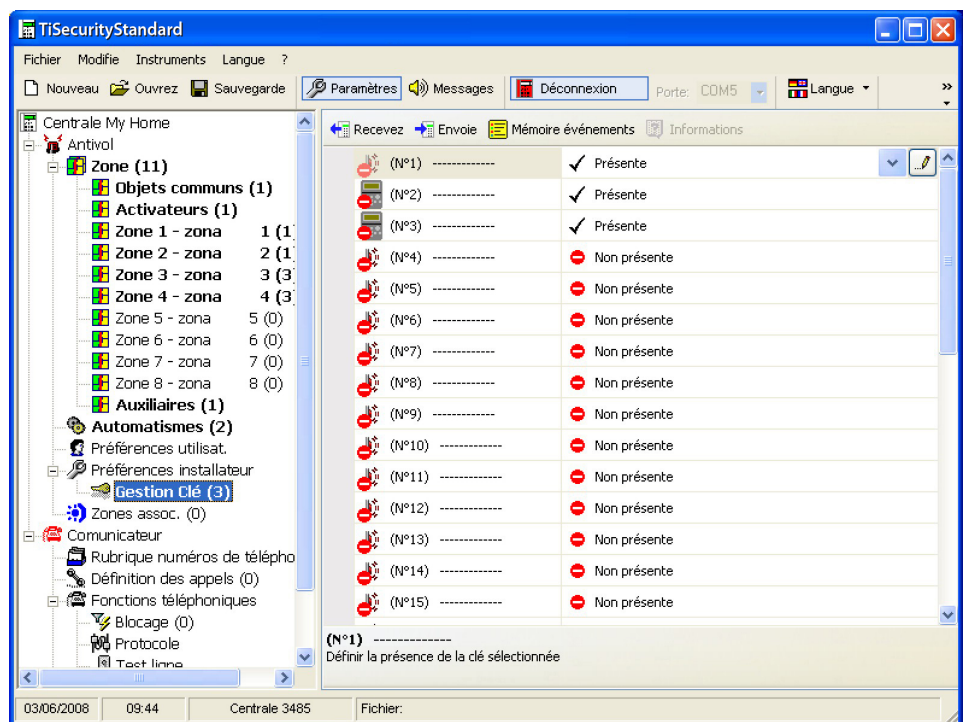 TiSecurityStandard
Fichier Modifie Instruments Langue ?
Nouveau Ouvrez Sauvegarde Paramètres Messages Déconnexion Porte: COM5 Langue »
Centrale My Home
Antivol
Zone (11)
Objets communs (1)
Activateurs (1)
Zone 1 - zona 1 (1
Zone 2 - zona 2 (1
Zone 3 - zona 3 (3
Zone 4 - zona 4 (3
Zone 5 - zona 5 (0)
Zone 6 - zona 6 (0)
Zone 7 - zona 7 (0)
Zone 8 - zona 8 (0)
Auxiliaires (1)
Automatismes (2)
Préférences utilisat.
Préférences installateur
Gestion Clé (3)
Zones assoc. (0)
Comunicateur
Rubrique numéros de télépho
Définition des appels (0)
Fonctions téléphoniques
Blocage (0)
Protocole
Test ligne
Recevez Envoie Mémoire événements Informations
(N°1) ------------- Présente
(N°2) ------------- Présente
(N°3) ------------- Présente
(N°4) ------------- Non présente
(N°5) ------------- Non présente
(N°6) ------------- Non présente
(N°7) ------------- Non présente
(N°8) ------------- Non présente
(N°9) ------------- Non présente
(N°10) ------------- Non présente
(N°11) ------------- Non présente
(N°12) ------------- Non présente
(N°13) ------------- Non présente
(N°14) ------------- Non présente
(N°15) ------------- Non présente
(N°1) -------------
Définir la présence de la clé sélectionnée
03/06/2008 09:44 Centrale 3485 Fichier: